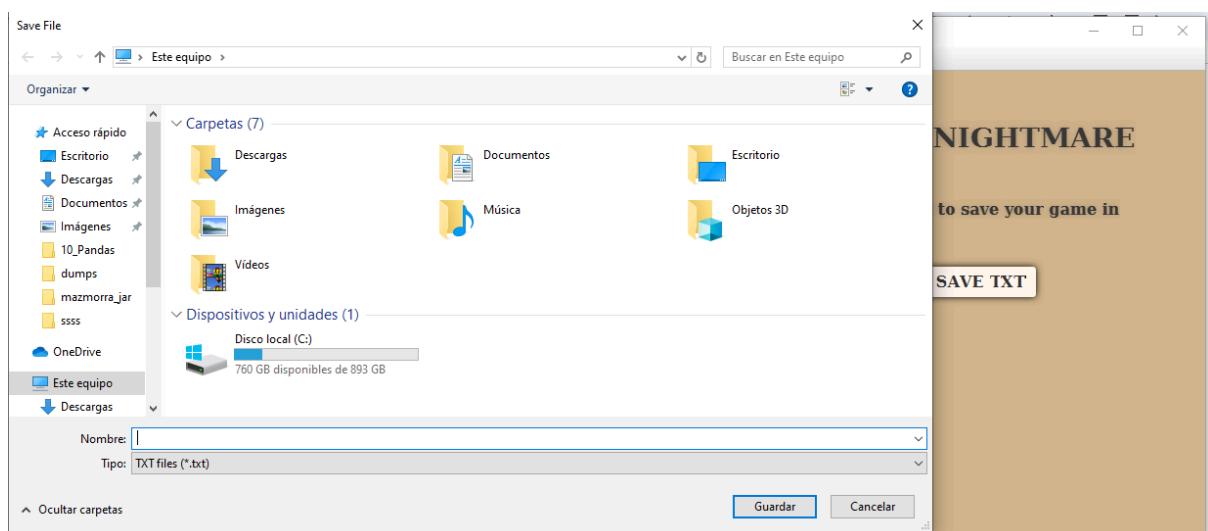 Save File
Este equipo
Buscar en Este equipo
Organizar
Acceso rápido
Escritorio
Descargas
Documentos
Imágenes
10_Pandas
dumps
mazmorra_jar
ssss
OneDrive
Este equipo
Descargas
Carpetas (7)
Descargas
Documentos
Escritorio
Imágenes
Música
Objetos 3D
Vídeos
Dispositivos y unidades (1)
Disco local (C:)
760 GB disponibles de 893 GB
Nombre:
Tipo: TXT files (*.txt)
Ocultar carpetas
Guardar
Cancelar
NIGHTMARE
to save your game in
SAVE TXT